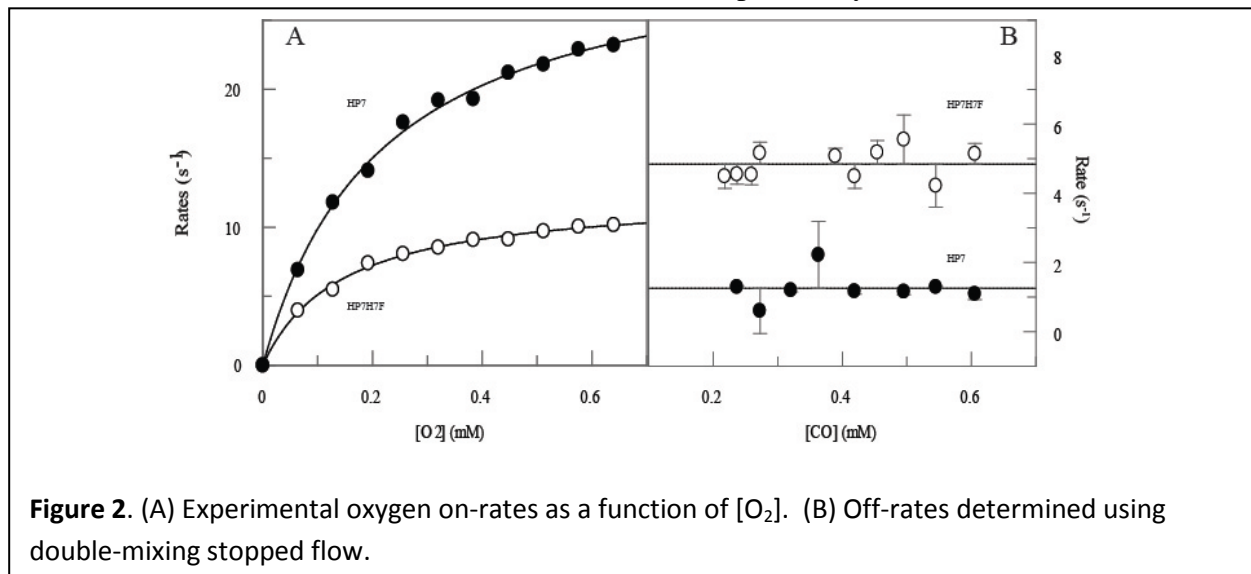 A
B
HP7
HP7H7F
HP7H7F
HP7
20
10
0
Rates (s⁻¹)
0
0.2
0.4
0.6
[O2] (mM)
8
6
4
2
0
Rate (s⁻¹)
0.2
0.4
0.6
[CO] (mM)
Figure 2. (A) Experimental oxygen on-rates as a function of [O₂]. (B) Off-rates determined using
double-mixing stopped flow.